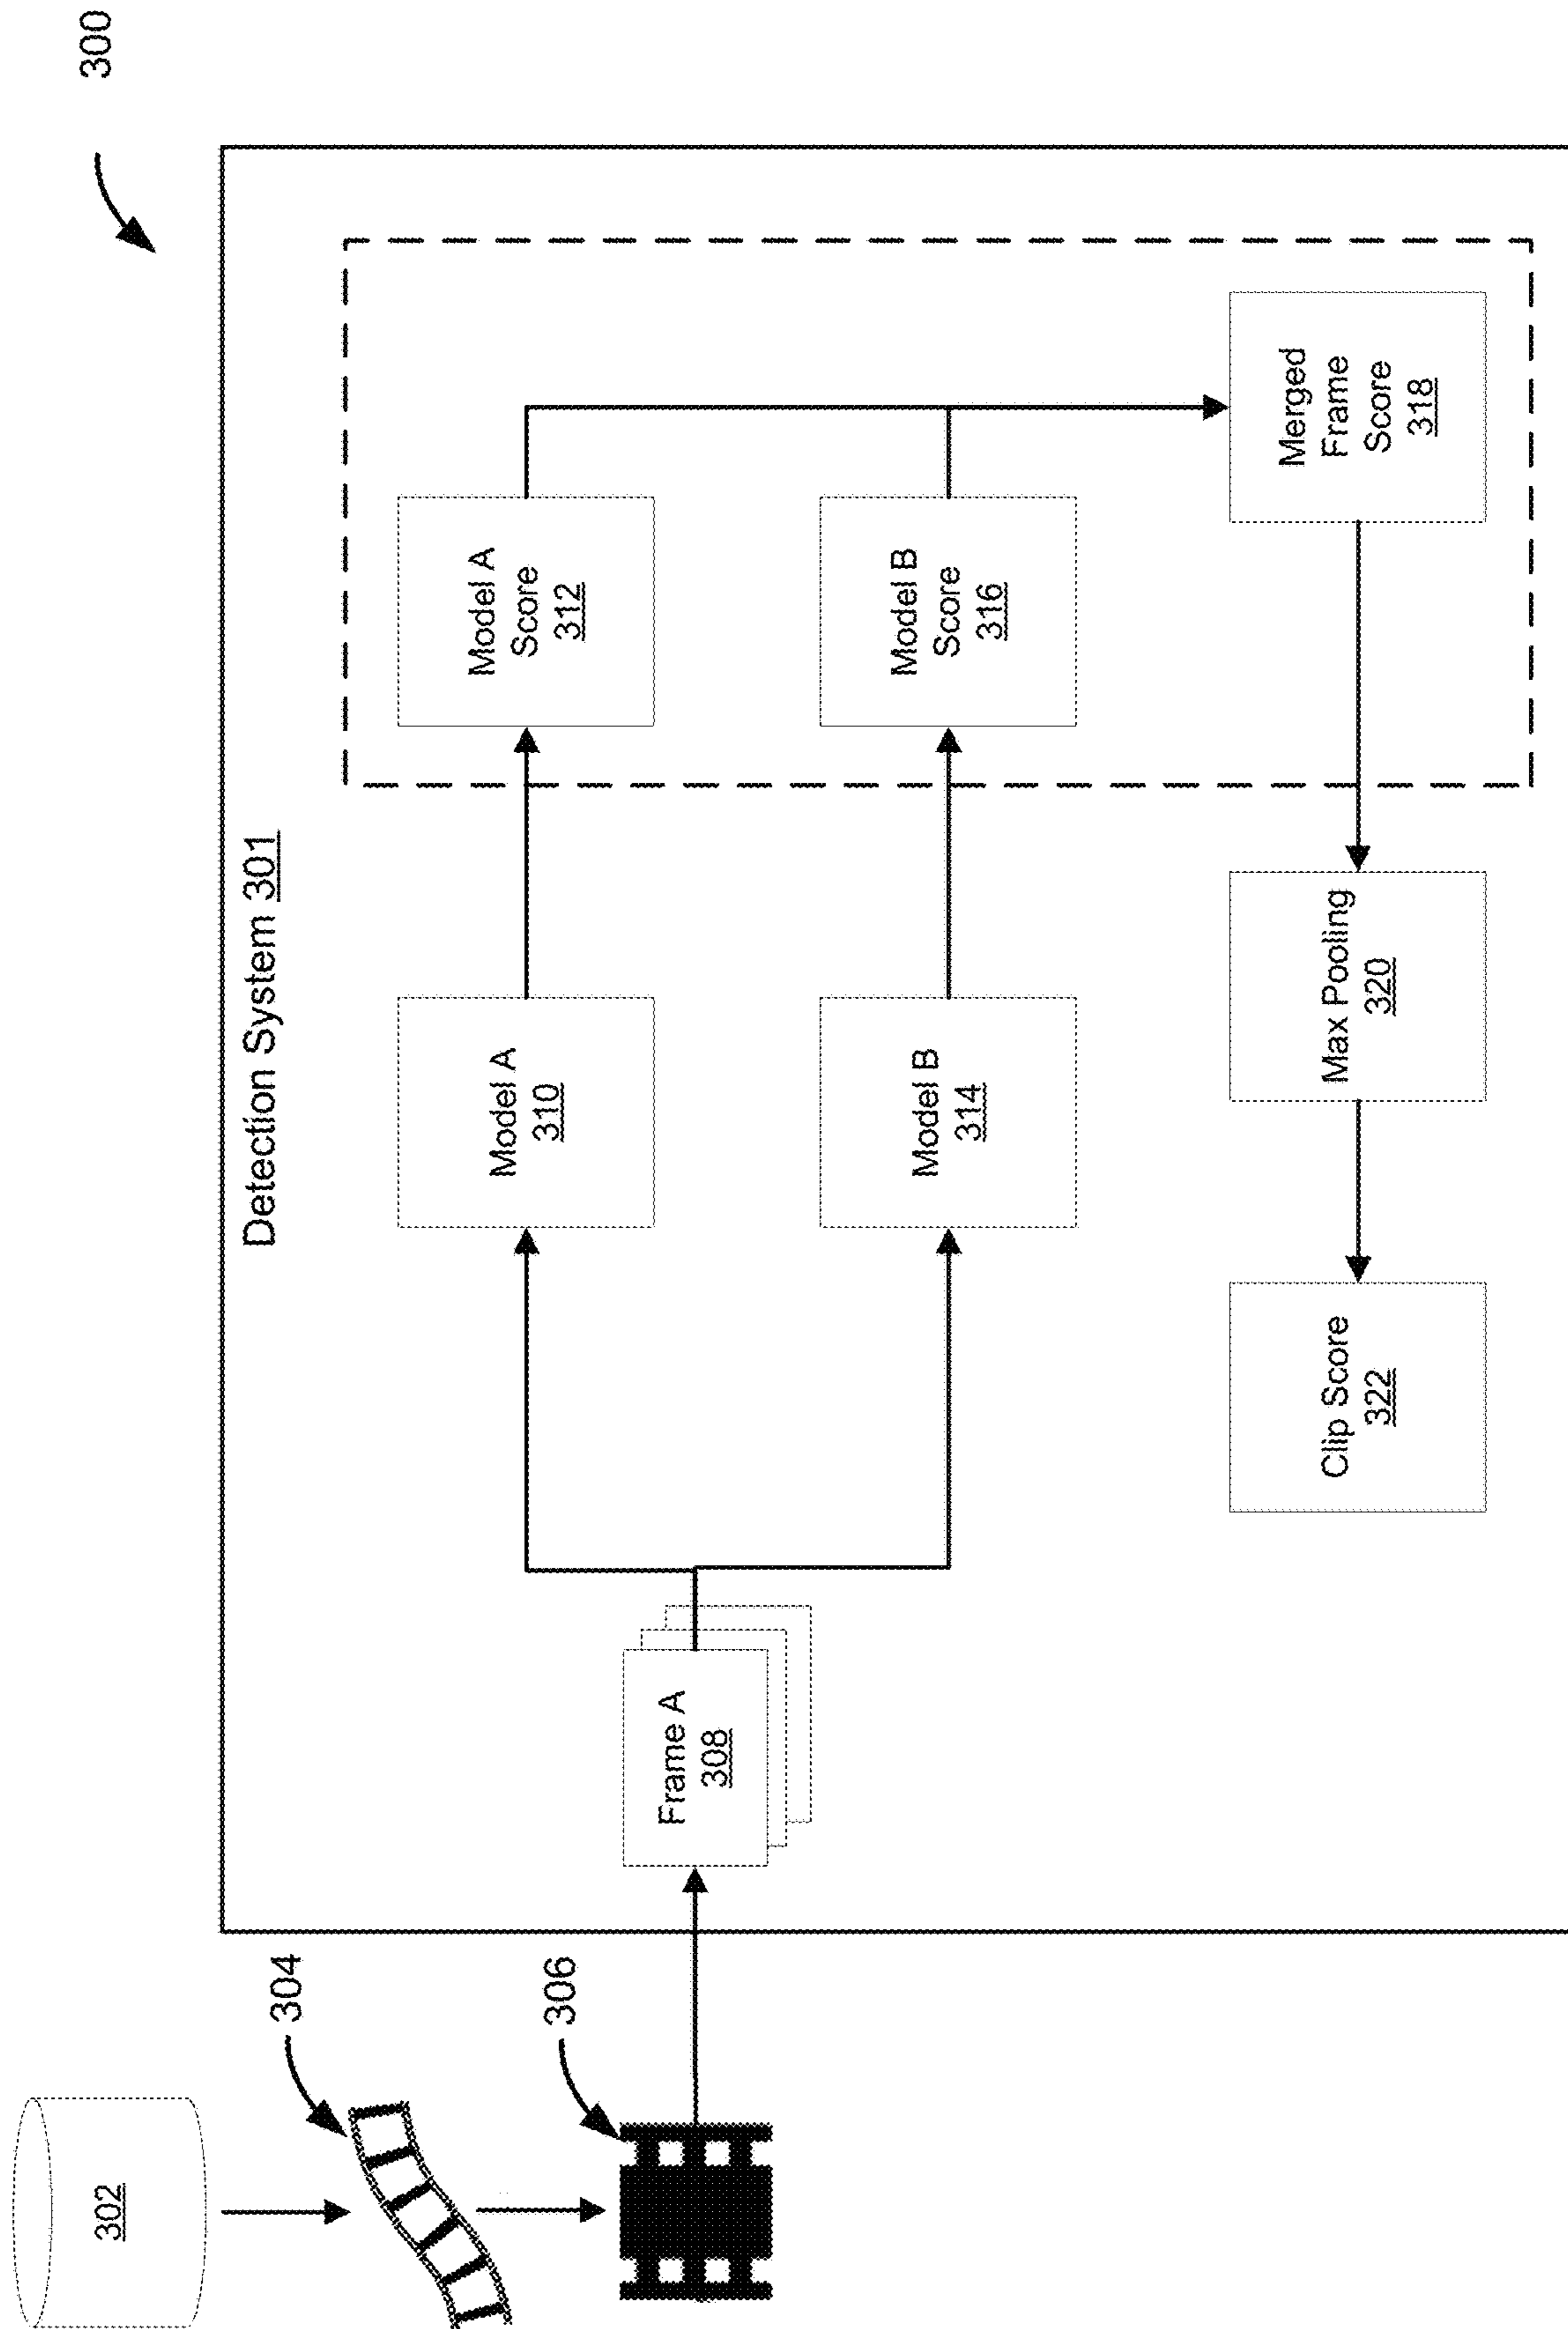 300
Detection System 301
302
304
306
Frame A
308
Model A
310
Model A
Score
312
Model B
314
Model B
Score
316
Merged
Frame
Score
318
Max Pooling
320
Clip Score
322